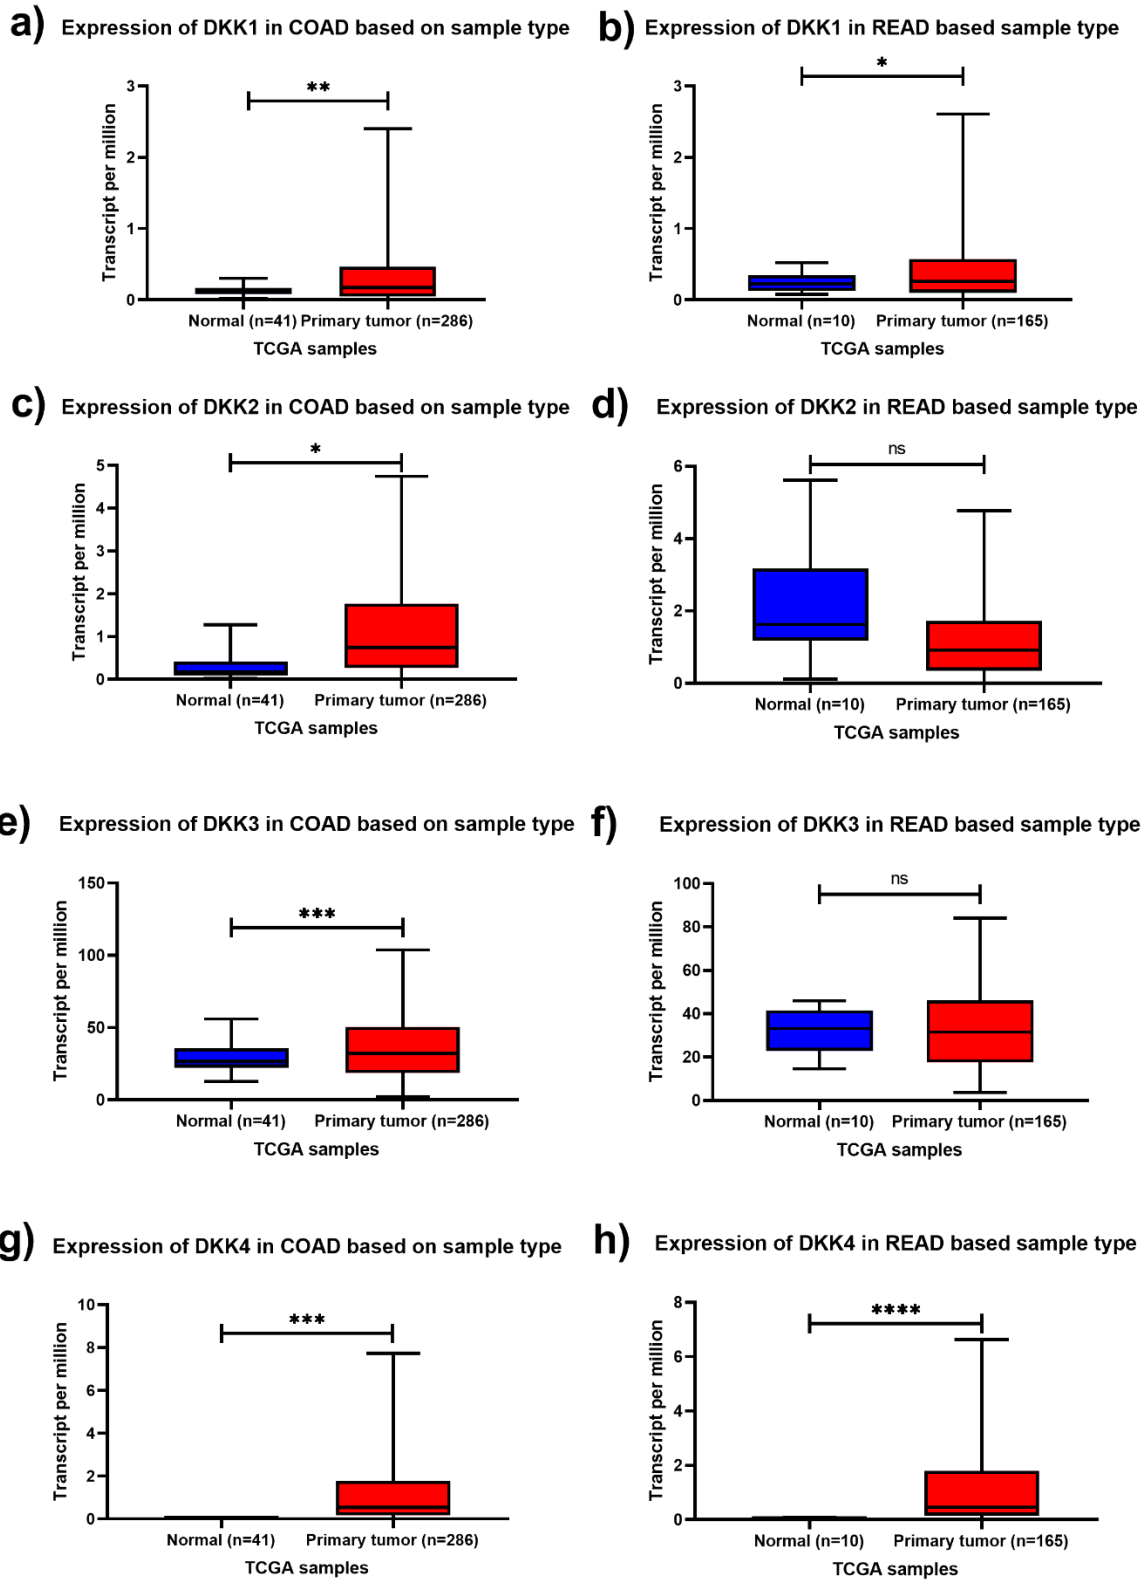 a) Expression of DKK1 in COAD based on sample type
**
3
2
1
0
Transcript per million
Normal (n=41) Primary tumor (n=286)
TCGA samples
b) Expression of DKK1 in READ based sample type
*
3
2
1
0
Transcript per million
Normal (n=10) Primary tumor (n=165)
TCGA samples
c) Expression of DKK2 in COAD based on sample type
*
5
4
3
2
1
0
Transcript per million
Normal (n=41) Primary tumor (n=286)
TCGA samples
d) Expression of DKK2 in READ based sample type
ns
6
4
2
0
Transcript per million
Normal (n=10) Primary tumor (n=165)
TCGA samples
e) Expression of DKK3 in COAD based on sample type
***
150
100
50
0
Transcript per million
Normal (n=41) Primary tumor (n=286)
TCGA samples
f) Expression of DKK3 in READ based sample type
ns
100
80
60
40
20
0
Transcript per million
Normal (n=10) Primary tumor (n=165)
TCGA samples
g) Expression of DKK4 in COAD based on sample type
***
10
8
6
4
2
0
Transcript per million
Normal (n=41) Primary tumor (n=286)
TCGA samples
h) Expression of DKK4 in READ based sample type
****
8
6
4
2
0
Transcript per million
Normal (n=10) Primary tumor (n=165)
TCGA samples